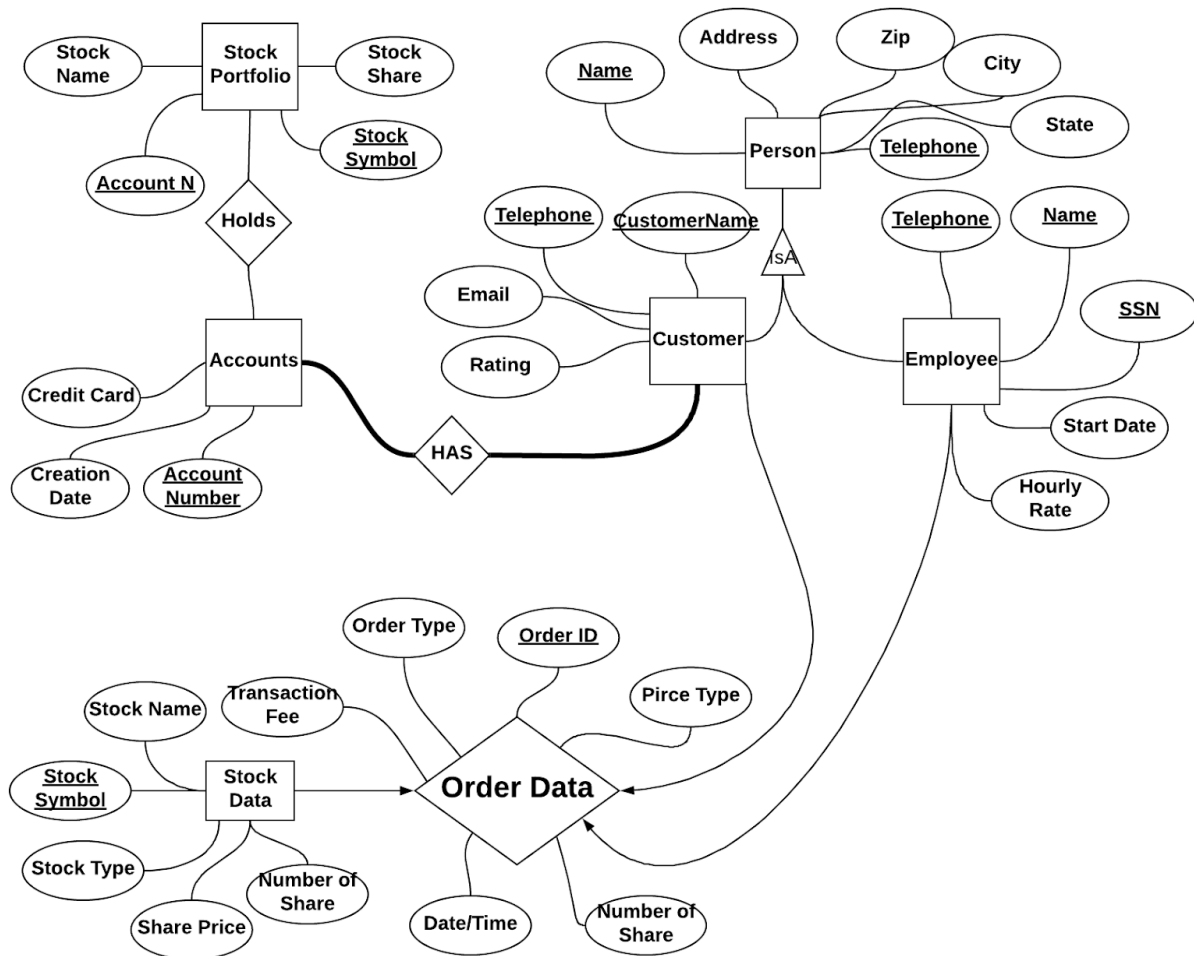 Stock
Name
Stock
Portfolio
Stock
Share
Account N
Stock
Symbol
Holds
Address
Zip
City
Name
State
Person
Telephone
isA
Telephone
CustomerName
Email
Rating
Customer
Telephone
Name
SSN
Employee
Start Date
Hourly
Rate
Accounts
Credit Card
Creation
Date
Account
Number
HAS
Order Type
Order ID
Transaction
Fee
Pirce Type
Stock Name
Stock
Symbol
Stock
Data
Order Data
Stock Type
Share Price
Number of
Share
Date/Time
Number of
Share